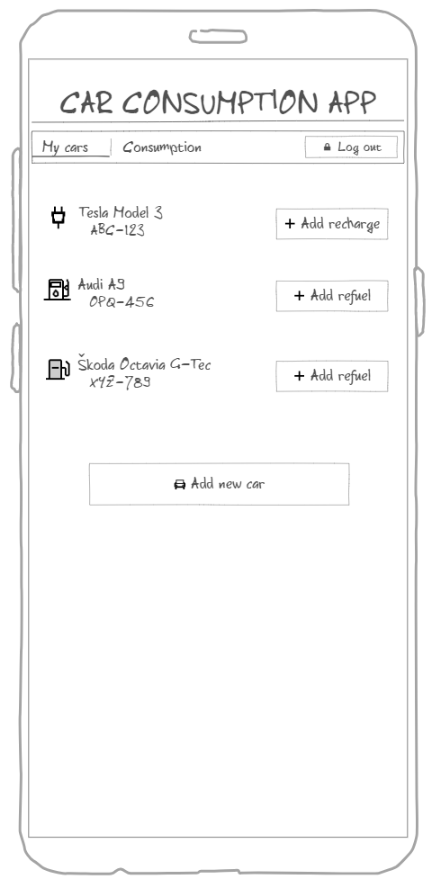 CAR CONSUMPTION APP
My cars | Consumption
Log out
Tesla Model 3
ABC-123
+ Add recharge
Audi A3
OPQ-456
+ Add refuel
Škoda Octavia G-Tec
XYZ-789
+ Add refuel
Add new car